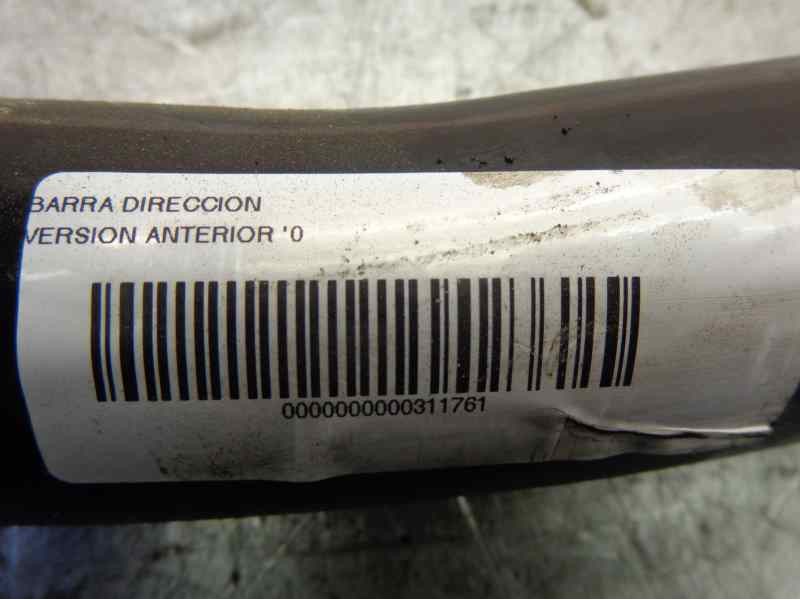 BARRA DIRECCION
VERSION ANTERIOR '0
0000000000311761